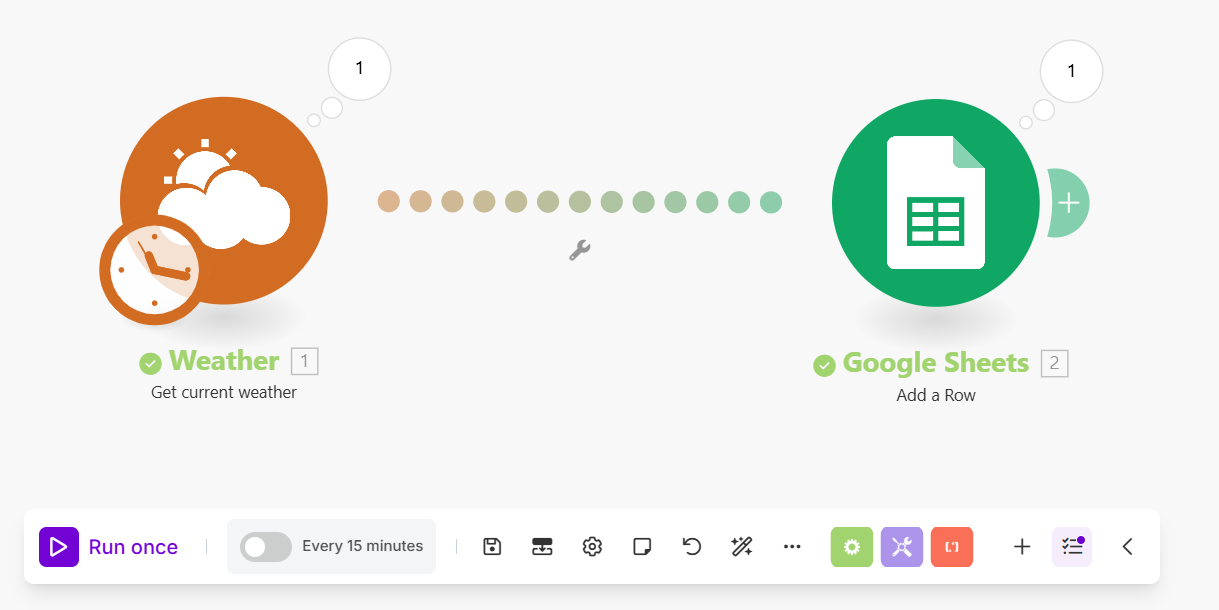 1
1
Weather 1
Get current weather
Google Sheets 2
Add a Row
Run once
Every 15 minutes